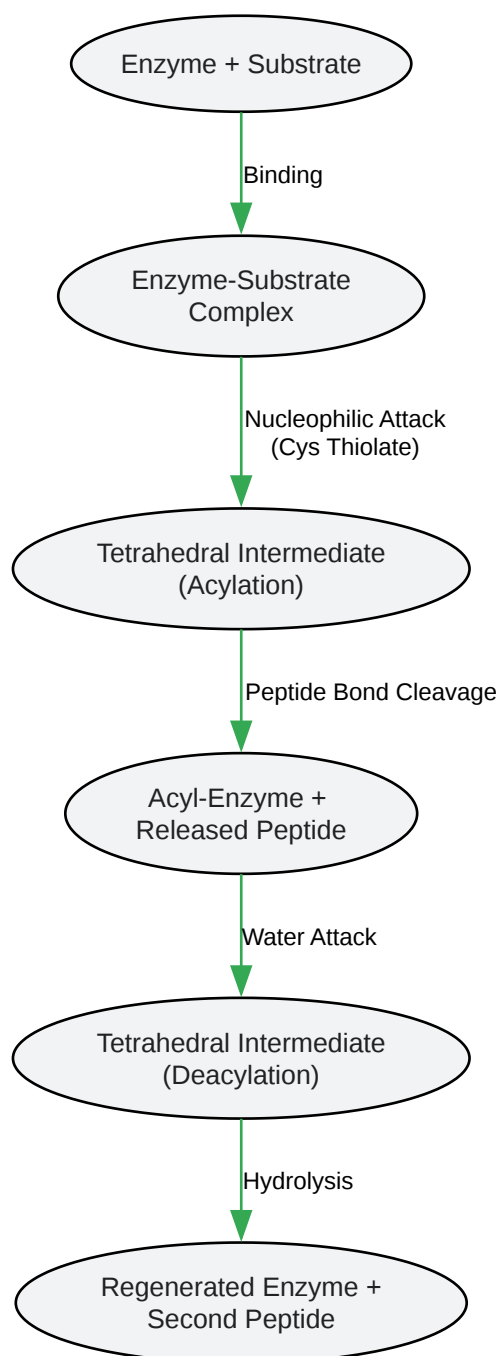 Enzyme + Substrate
Binding
Enzyme-Substrate
Complex
Nucleophilic Attack
(Cys Thiolate)
Tetrahedral Intermediate
(Acylation)
Peptide Bond Cleavage
Acyl-Enzyme +
Released Peptide
Water Attack
Tetrahedral Intermediate
(Deacylation)
Hydrolysis
Regenerated Enzyme +
Second Peptide